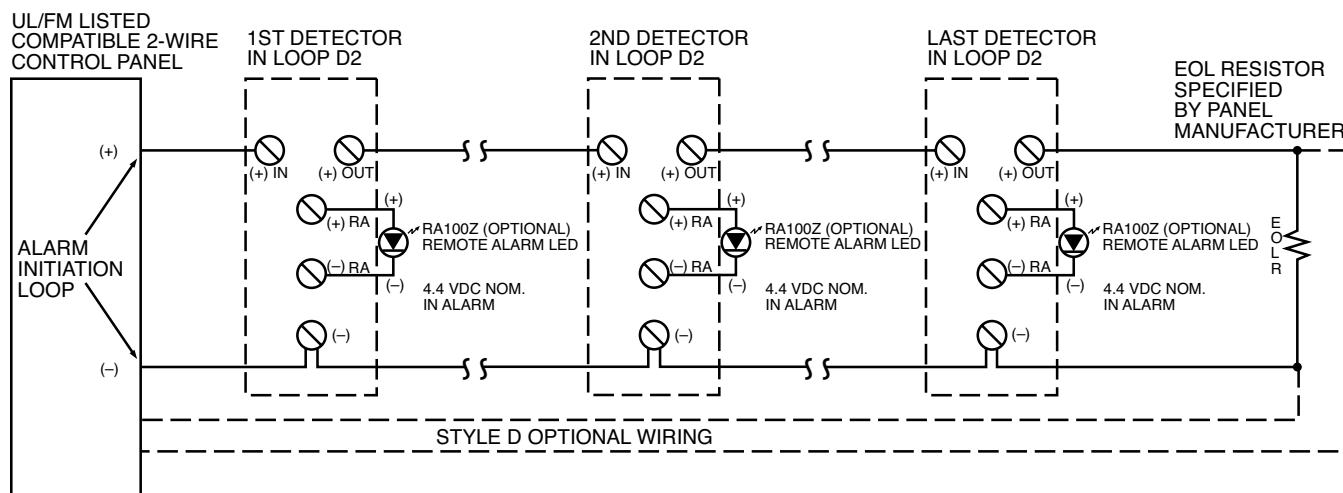 UL/FM LISTED
COMPATIBLE 2-WIRE
CONTROL PANEL
1ST DETECTOR
IN LOOP D2
2ND DETECTOR
IN LOOP D2
LAST DETECTOR
IN LOOP D2
EOL RESISTOR
SPECIFIED
BY PANEL
MANUFACTURER
(+)
(+) IN
(+) OUT
(+) IN
(+) OUT
(+) IN
(+) OUT
ALARM
INITIATION
LOOP
(+)
(+) RA
RA100Z (OPTIONAL)
REMOTE ALARM LED
(–) RA
(–)
4.4 VDC NOM.
IN ALARM
(–)
(+)
(+) RA
RA100Z (OPTIONAL)
REMOTE ALARM LED
(–) RA
(–)
4.4 VDC NOM.
IN ALARM
(–)
(+)
(+) RA
RA100Z (OPTIONAL)
REMOTE ALARM LED
(–) RA
(–)
4.4 VDC NOM.
IN ALARM
(–)
EOLR
(–)
STYLE D OPTIONAL WIRING